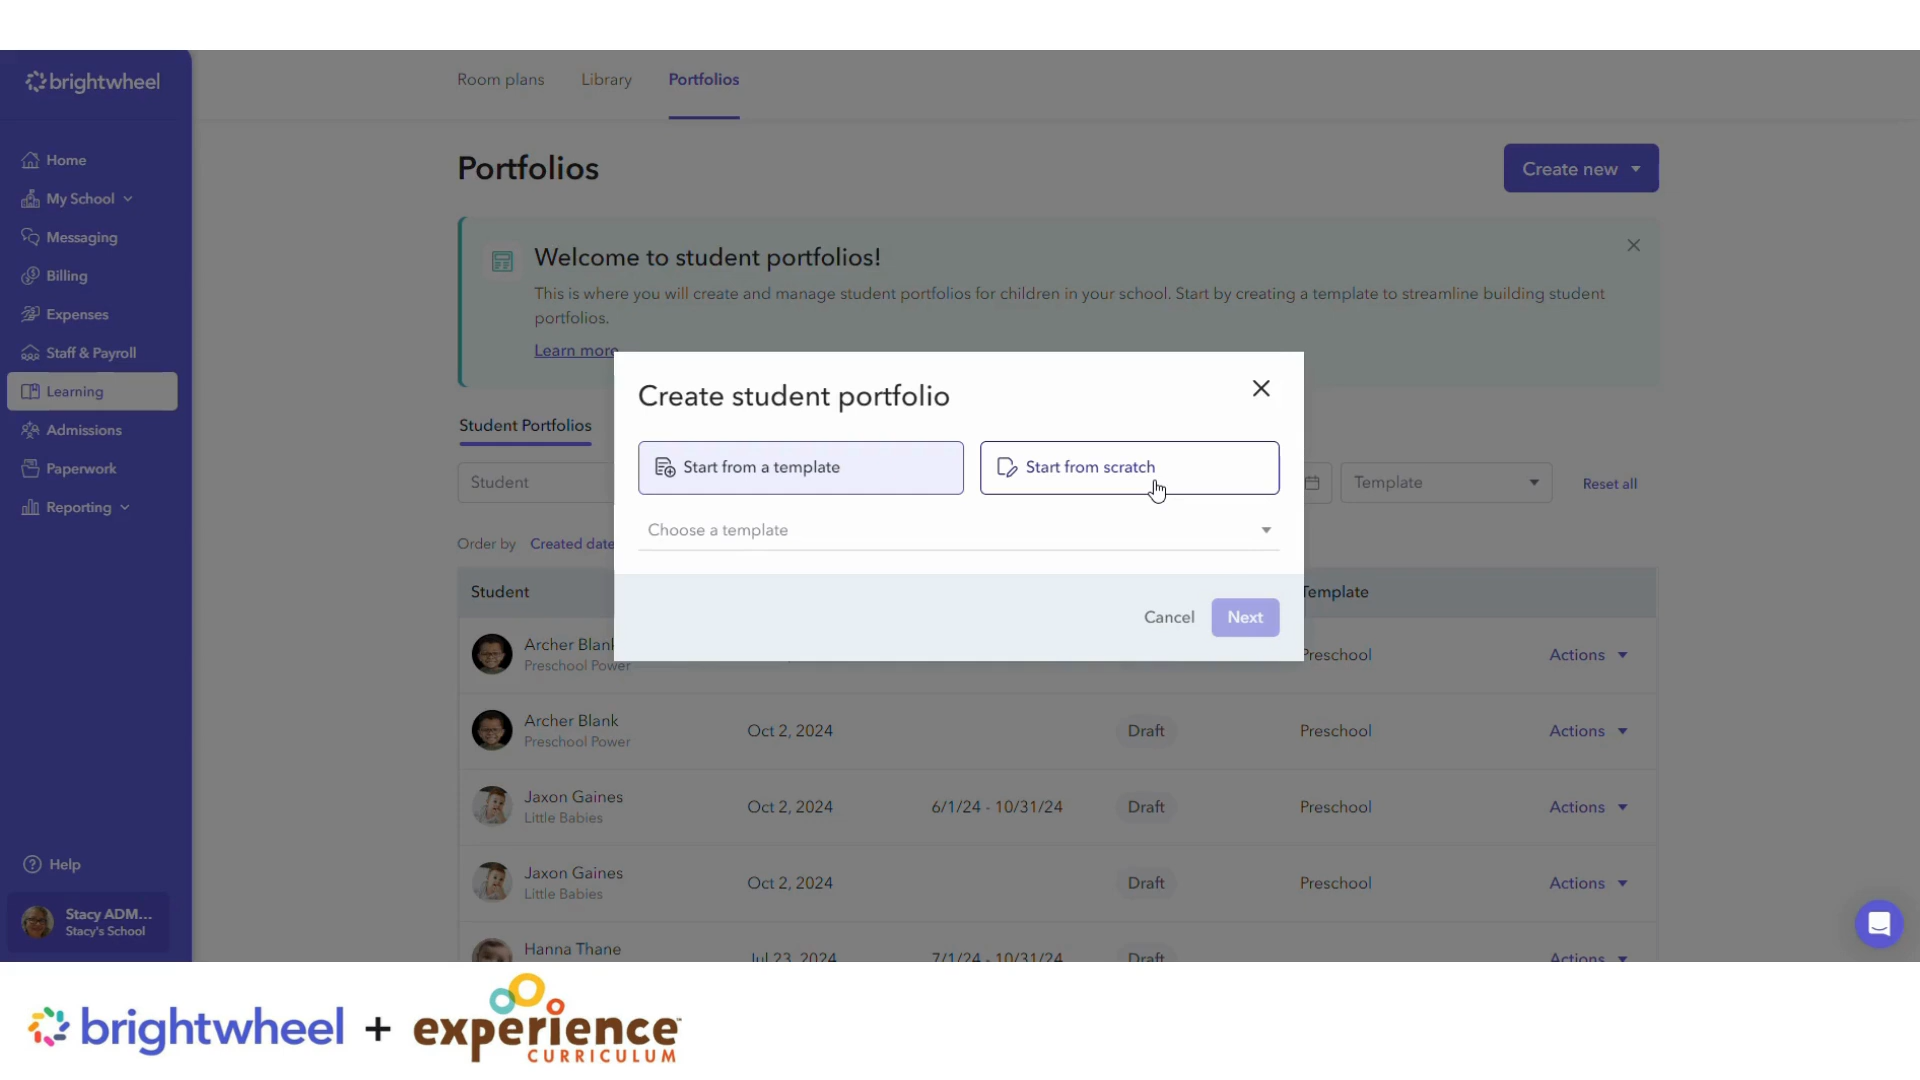 brightwheel
Home
My School
Messaging
Billing
Expenses
Staff & Payroll
Learning
Admissions
Paperwork
Reporting
Help
Stacy ADM...
Stacy's School
Room plans
Library
Portfolios
Portfolios
Create new
Welcome to student portfolios!
This is where you will create and manage student portfolios for children in your school. Start by creating a template to streamline building student
portfolios.
Learn more
Create student portfolio
Start from a template
Start from scratch
Choose a template
Cancel
Next
Student Portfolios
Student
Template
Reset all
Order by Created date
Student
Template
Archer Blank
Preschool Power
Preschool
Actions
Archer Blank
Preschool Power
Oct 2, 2024
Draft
Preschool
Actions
Jaxon Gaines
Little Babies
Oct 2, 2024
6/1/24 - 10/31/24
Draft
Preschool
Actions
Jaxon Gaines
Little Babies
Oct 2, 2024
Draft
Preschool
Actions
Hanna Thane
Jul 23, 2024
7/1/24 - 10/31/24
Draft
Actions
brightwheel + experience
CURRICULUM